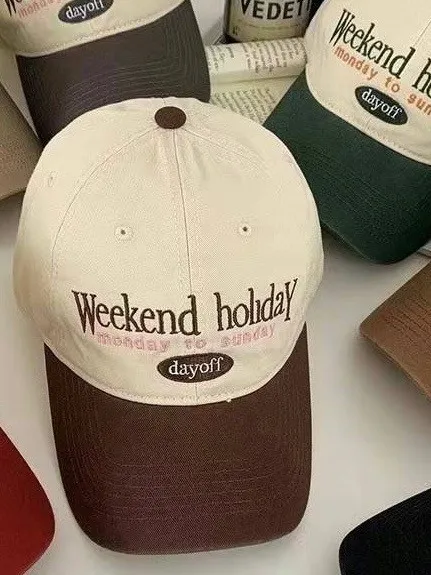 dayoff
VEDETT
Weekend h
monday to sun
dayoff
Weekend holidaY
monday to sunday
dayoff